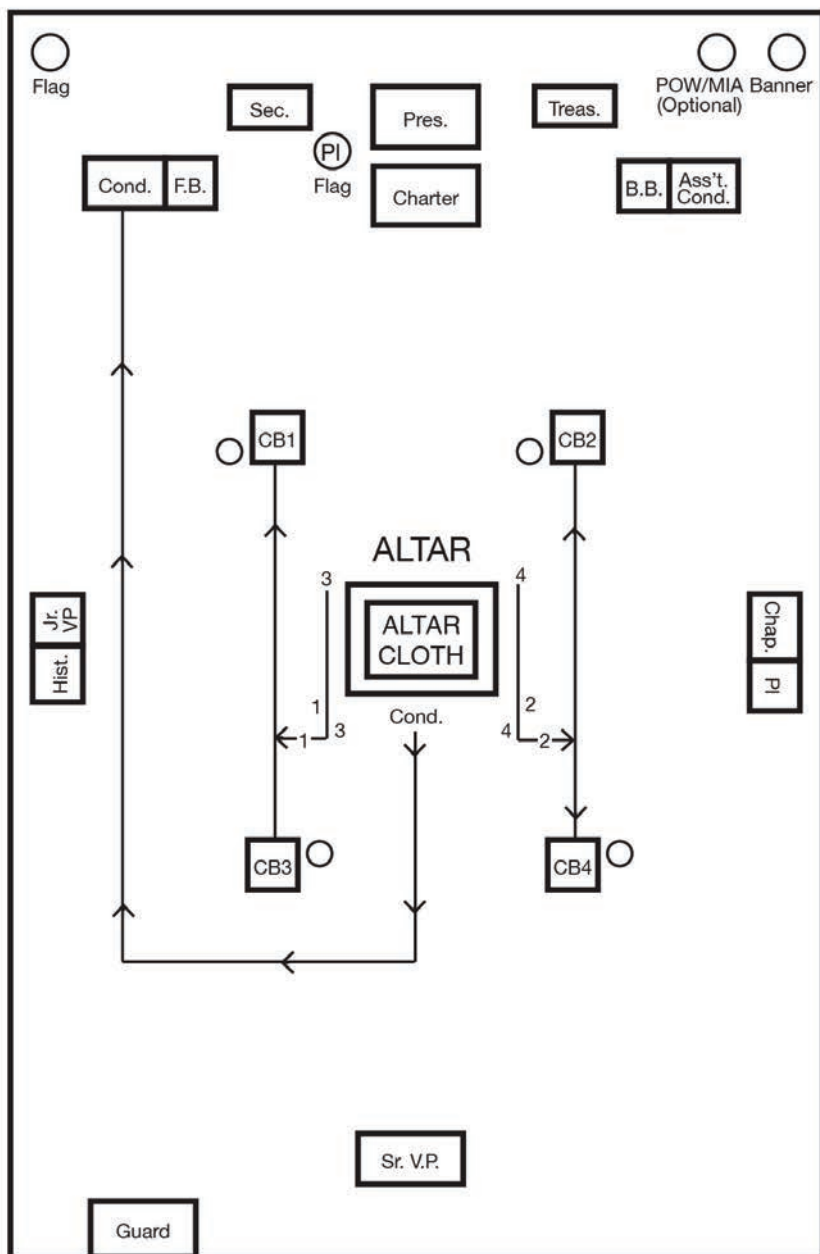 Flag
POW/MIA Banner
(Optional)
Sec.
Pres.
Treas.
PI
Flag
Cond.
F.B.
Charter
B.B.
Ass't.
Cond.
CB1
CB2
ALTAR
3
4
ALTAR
CLOTH
Jr.
VP
Hist.
Chap.
PI
1
3
1
Cond.
2
4
2
CB3
CB4
Sr. V.P.
Guard